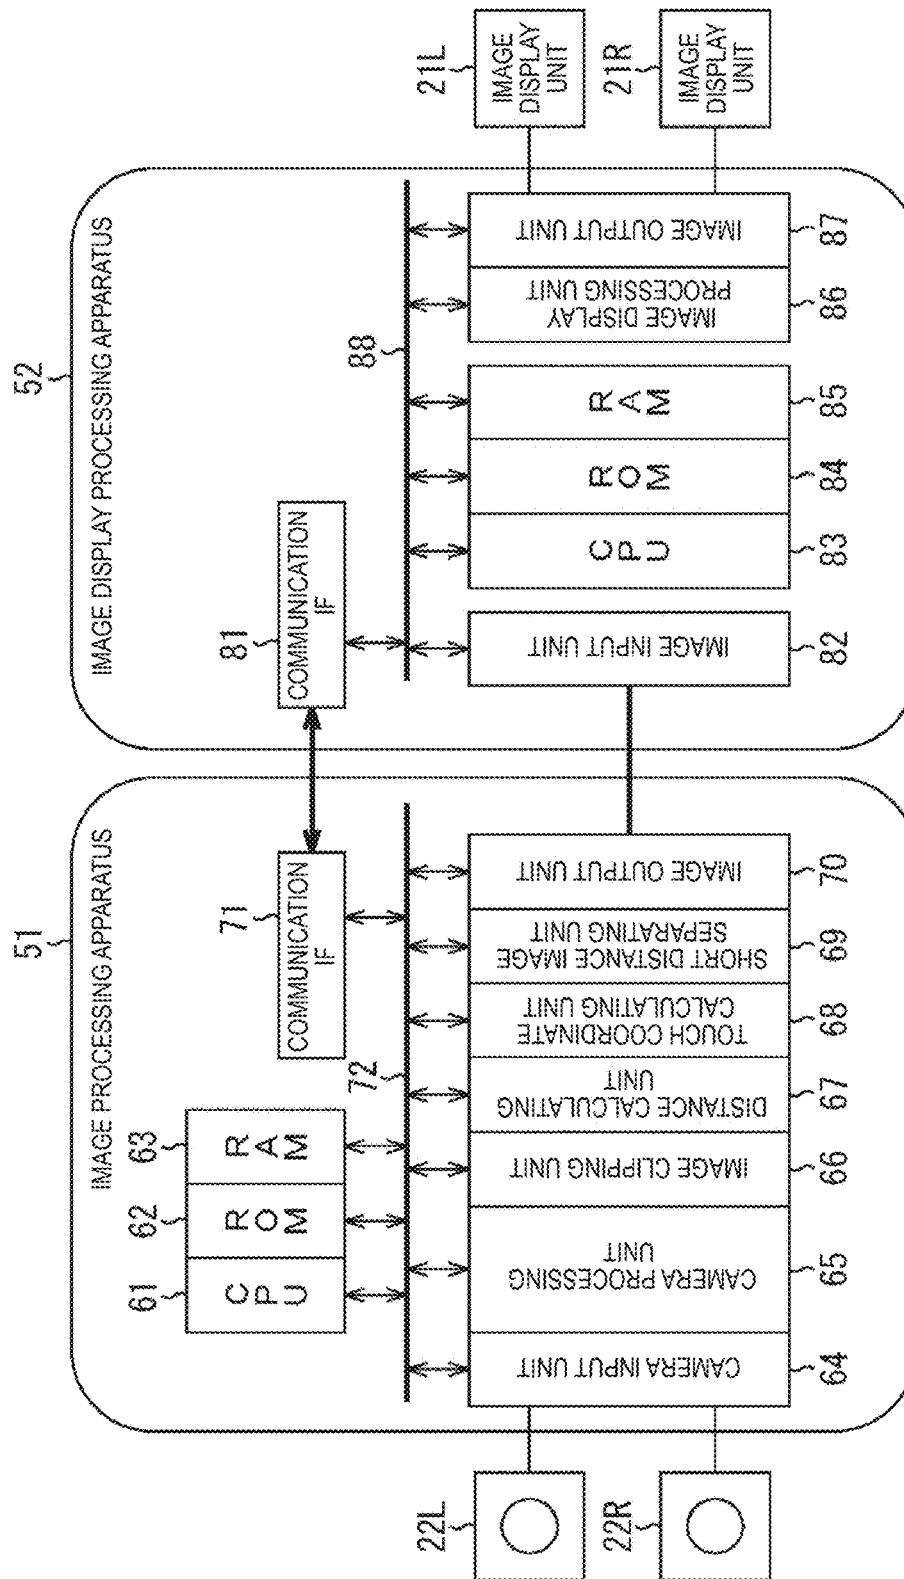 51
IMAGE PROCESSING APPARATUS
61
62
63
CPU
ROM
RAM
71
COMMUNICATION
IF
72
22L
22R
CAMERA INPUT UNIT
CAMERA PROCESSING
UNIT
IMAGE CLIPPING UNIT
DISTANCE CALCULATING
UNIT
TOUCH COORDINATE
CALCULATING UNIT
SHORT DISTANCE IMAGE
SEPARATING UNIT
IMAGE OUTPUT UNIT
64
65
66
67
68
69
70
52
IMAGE DISPLAY PROCESSING APPARATUS
81
COMMUNICATION
IF
88
IMAGE INPUT UNIT
CPU
ROM
RAM
IMAGE DISPLAY
PROCESSING UNIT
IMAGE OUTPUT UNIT
82
83
84
85
86
87
21L
IMAGE
DISPLAY
UNIT
21R
IMAGE
DISPLAY
UNIT